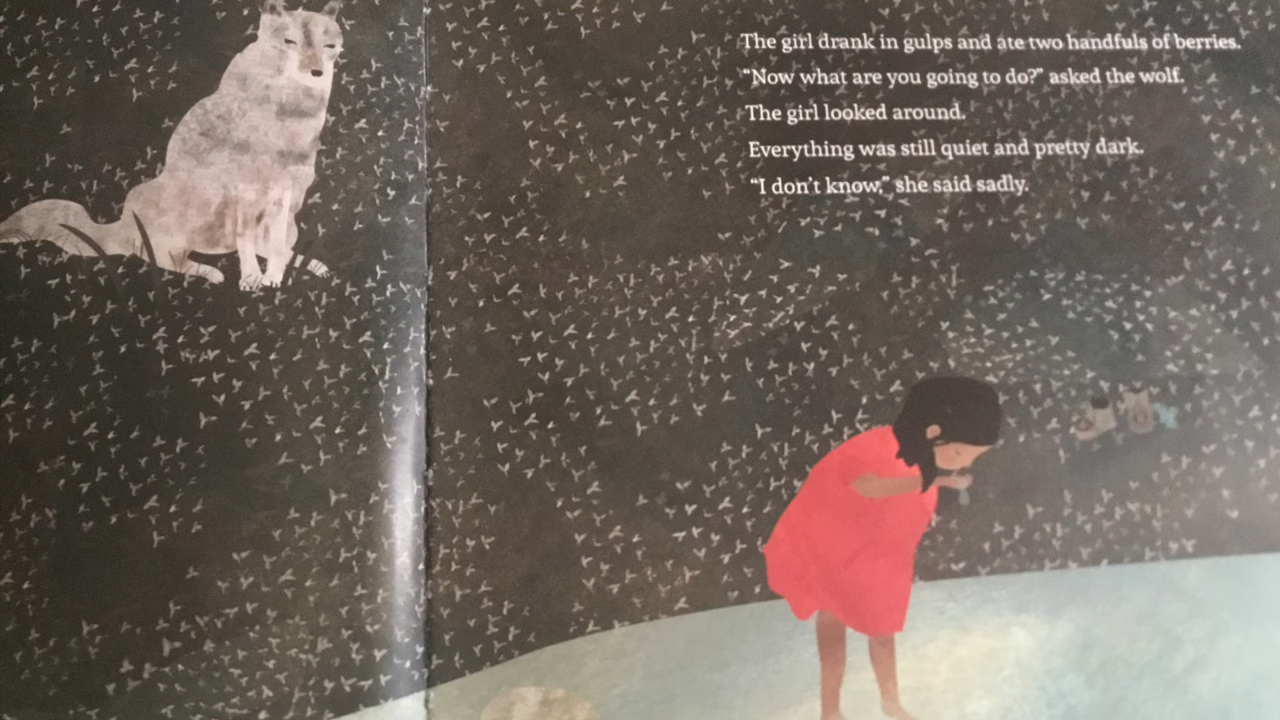 The girl drank in gulps and ate two handfuls of berries.
“Now what are you going to do?” asked the wolf.
The girl looked around.
Everything was still quiet and pretty dark.
“I don’t know,” she said sadly.